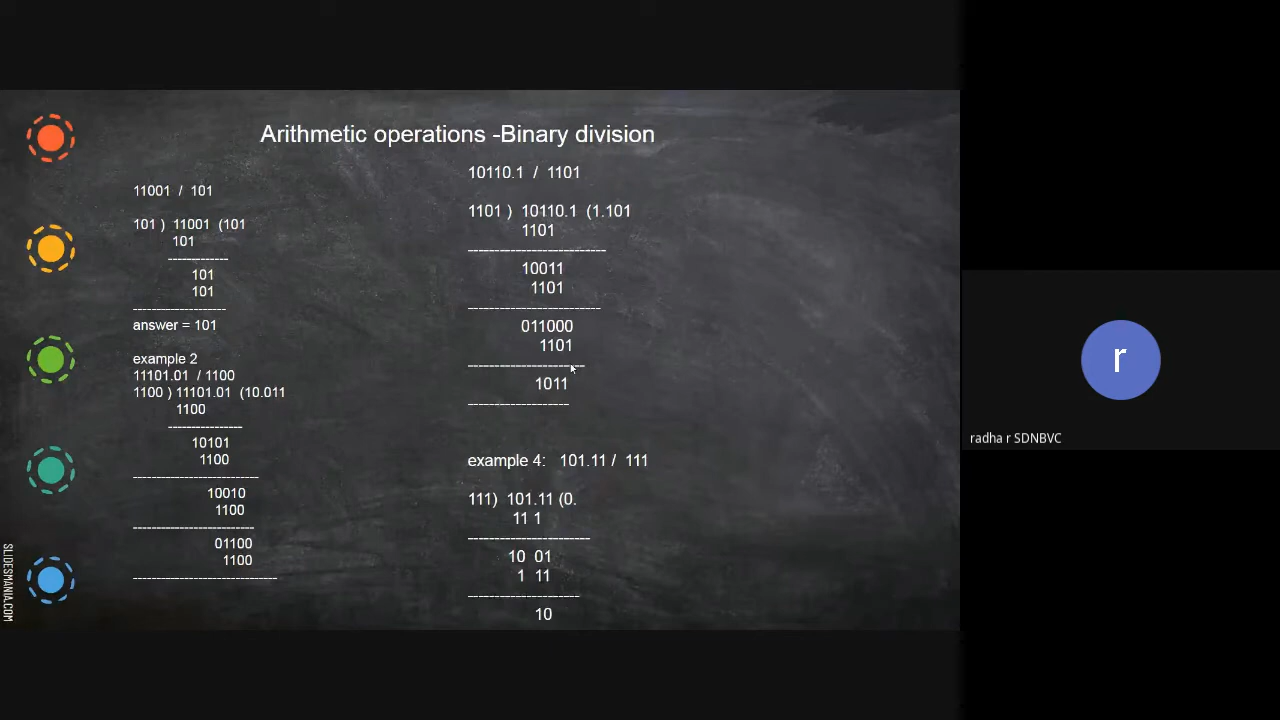 Arithmetic operations -Binary division
11001 / 101
101 ) 11001 (101
101
-------------
101
101
--------------------
answer = 101
example 2
11101.01 / 1100
1100 ) 11101.01 (10.011
1100
----------------
10101
1100
---------------------------
10010
1100
--------------------------
01100
1100
-------------------------------
10110.1 / 1101
1101 ) 10110.1 (1.101
1101
--------------------------
10011
1101
-------------------------
011000
1101
----------------------
1011
-------------------
example 4: 101.11 / 111
111) 101.11 (0.
11 1
-----------------------
10 01
1 11
---------------------
10
SLIDESMANIA.COM
r
radha r SDNBVC